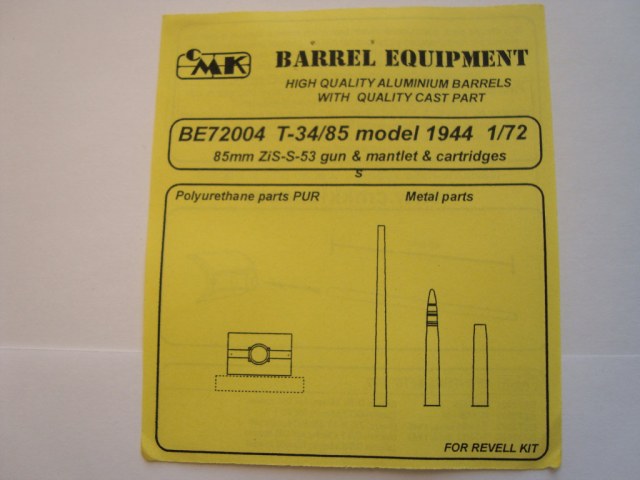 CMK
BARREL EQUIPMENT
HIGH QUALITY ALUMINIUM BARRELS
WITH QUALITY CAST PART
BE72004 T-34/85 model 1944 1/72
85mm ZiS-S-53 gun & mantlet & cartridges
s
Polyurethane parts PUR
Metal parts
FOR REVELL KIT